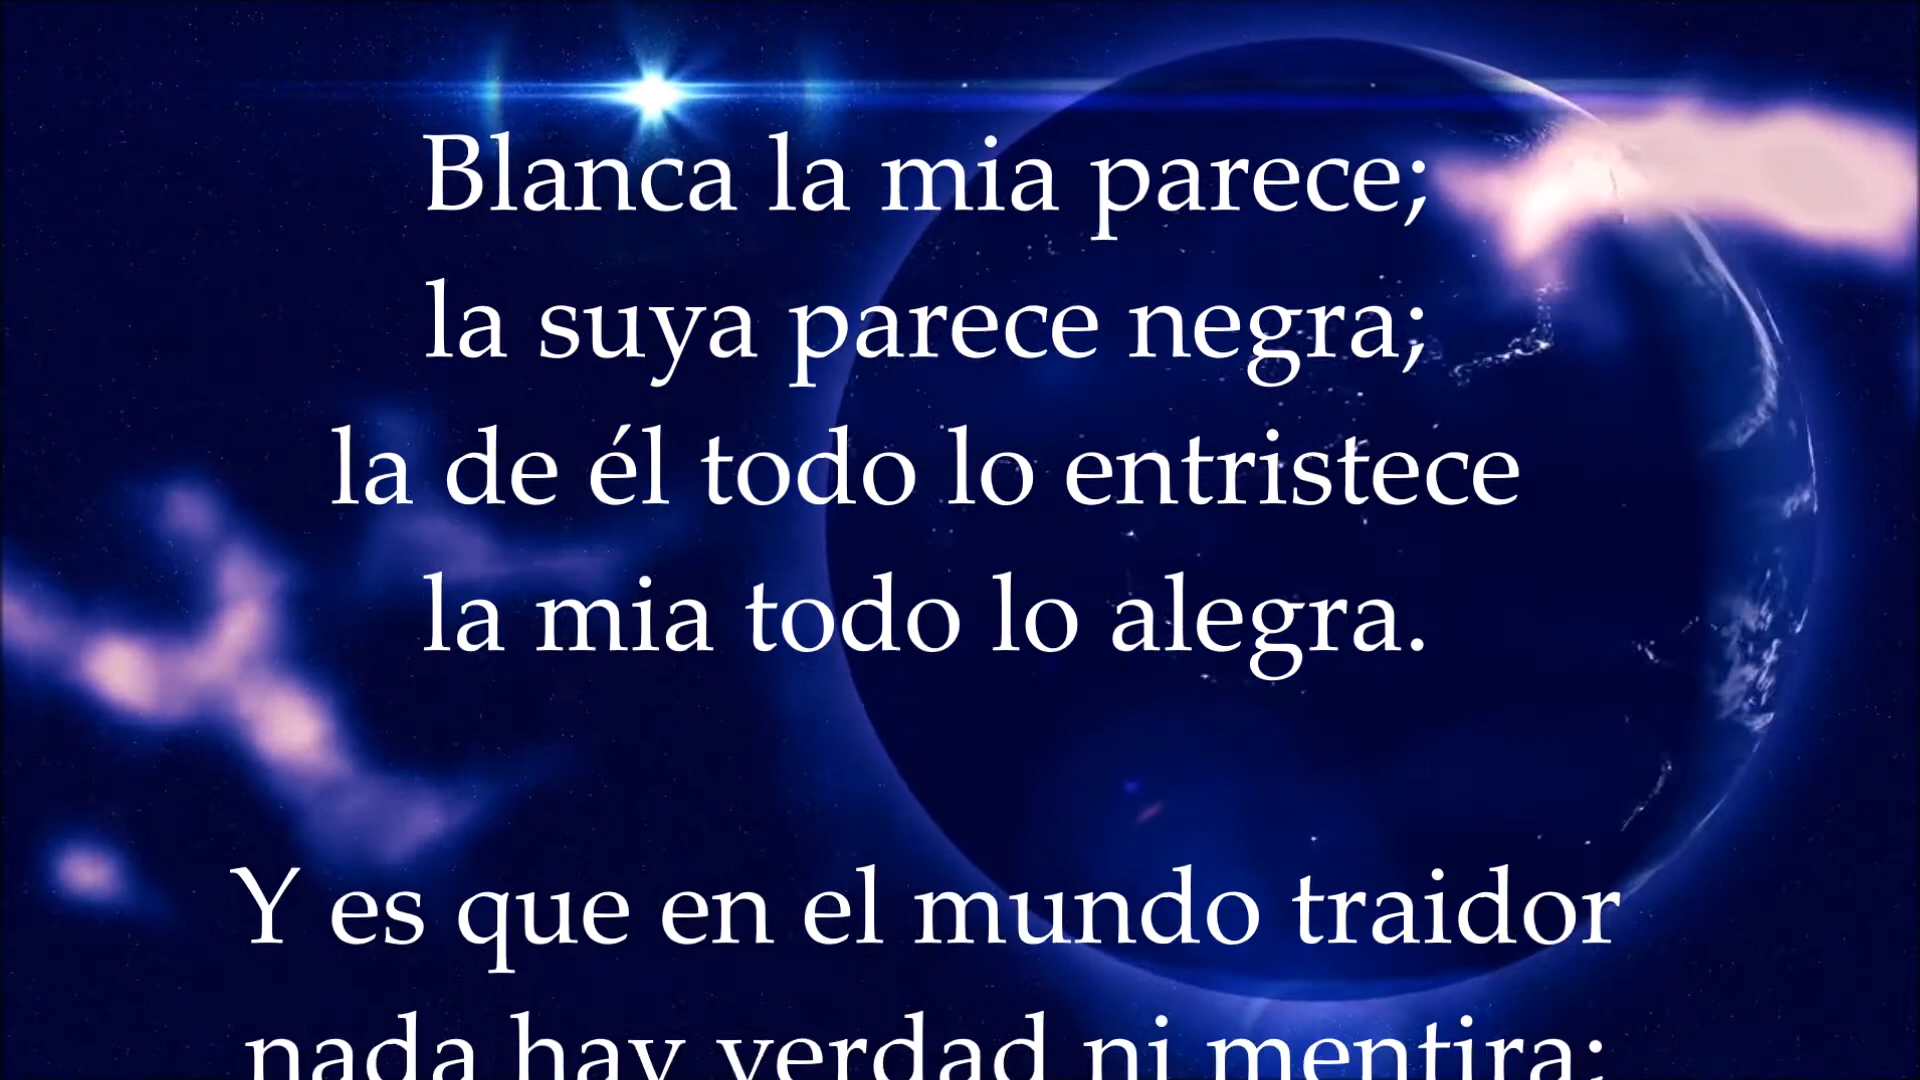 Blanca la mia parece;
la suya parece negra;
la de él todo lo entristece
la mia todo lo alegra.
Y es que en el mundo traidor
nada hay verdad ni mentira;